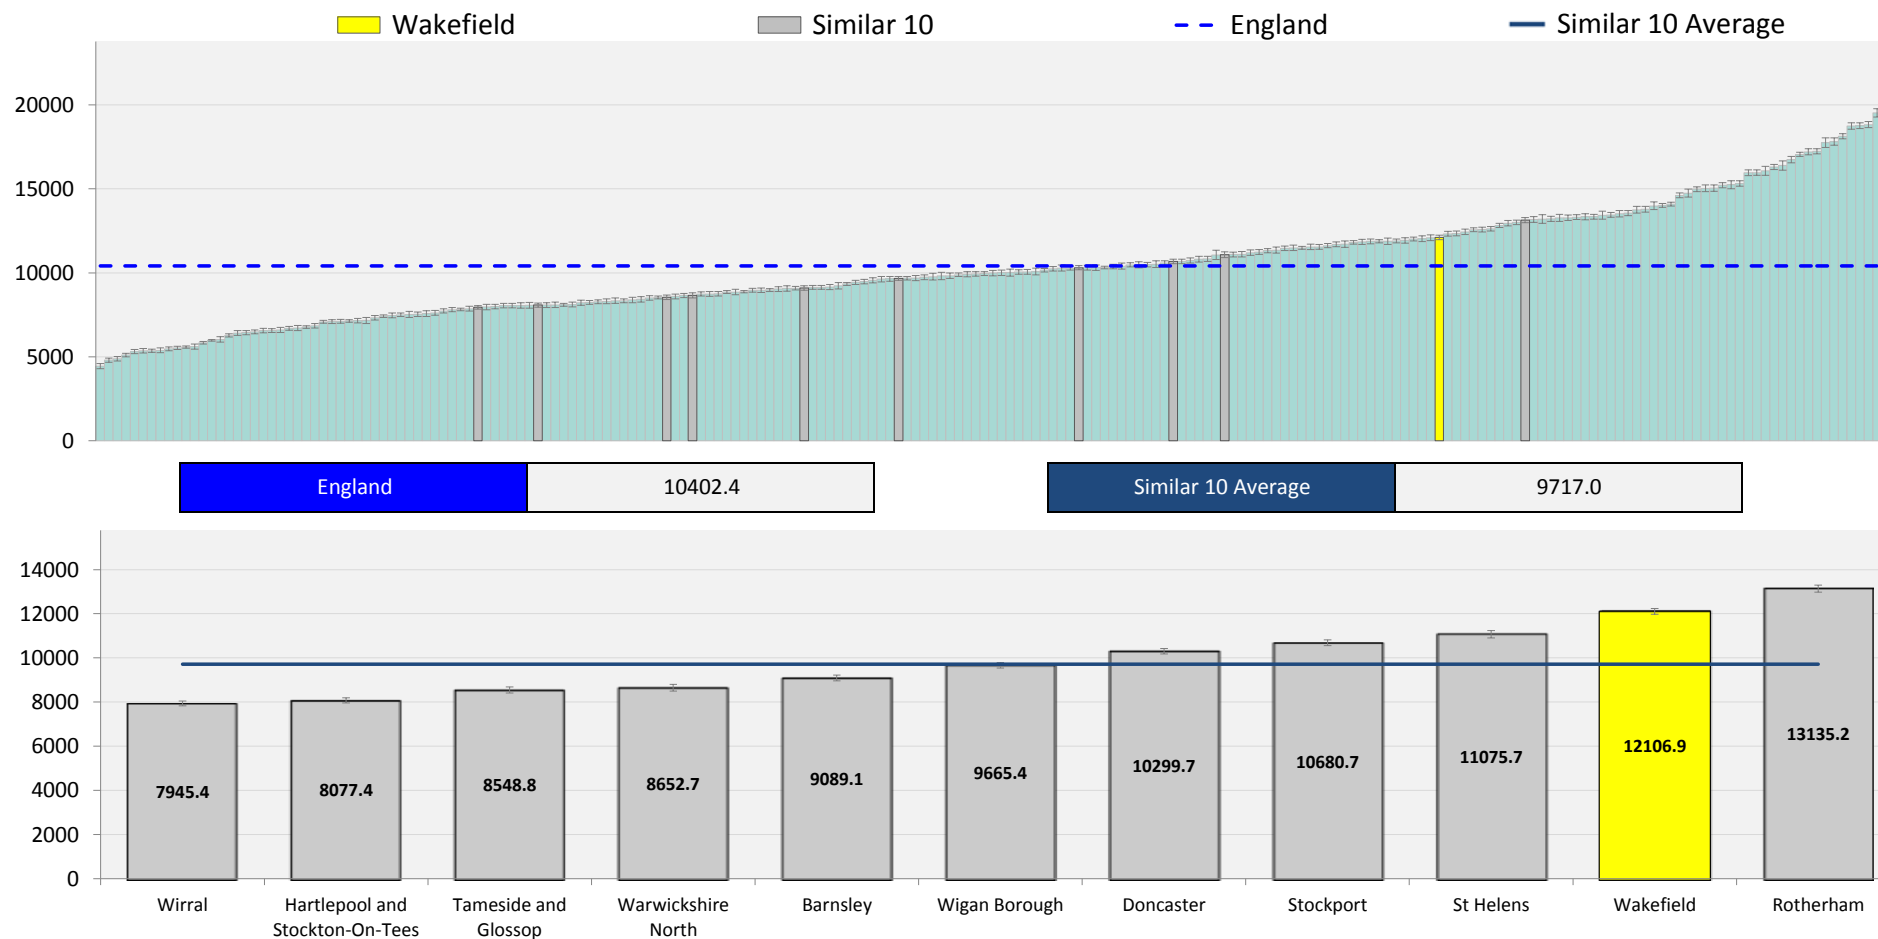 Wakefield
Similar 10
England
Similar 10 Average
20000
15000
10000
5000
0
England
10402.4
Similar 10 Average
9717.0
14000
12000
10000
8000
6000
4000
2000
0
7945.4
8077.4
8548.8
8652.7
9089.1
9665.4
10299.7
10680.7
11075.7
12106.9
13135.2
Wirral
Hartlepool and
Stockton-On-Tees
Tameside and
Glossop
Warwickshire
North
Barnsley
Wigan Borough
Doncaster
Stockport
St Helens
Wakefield
Rotherham